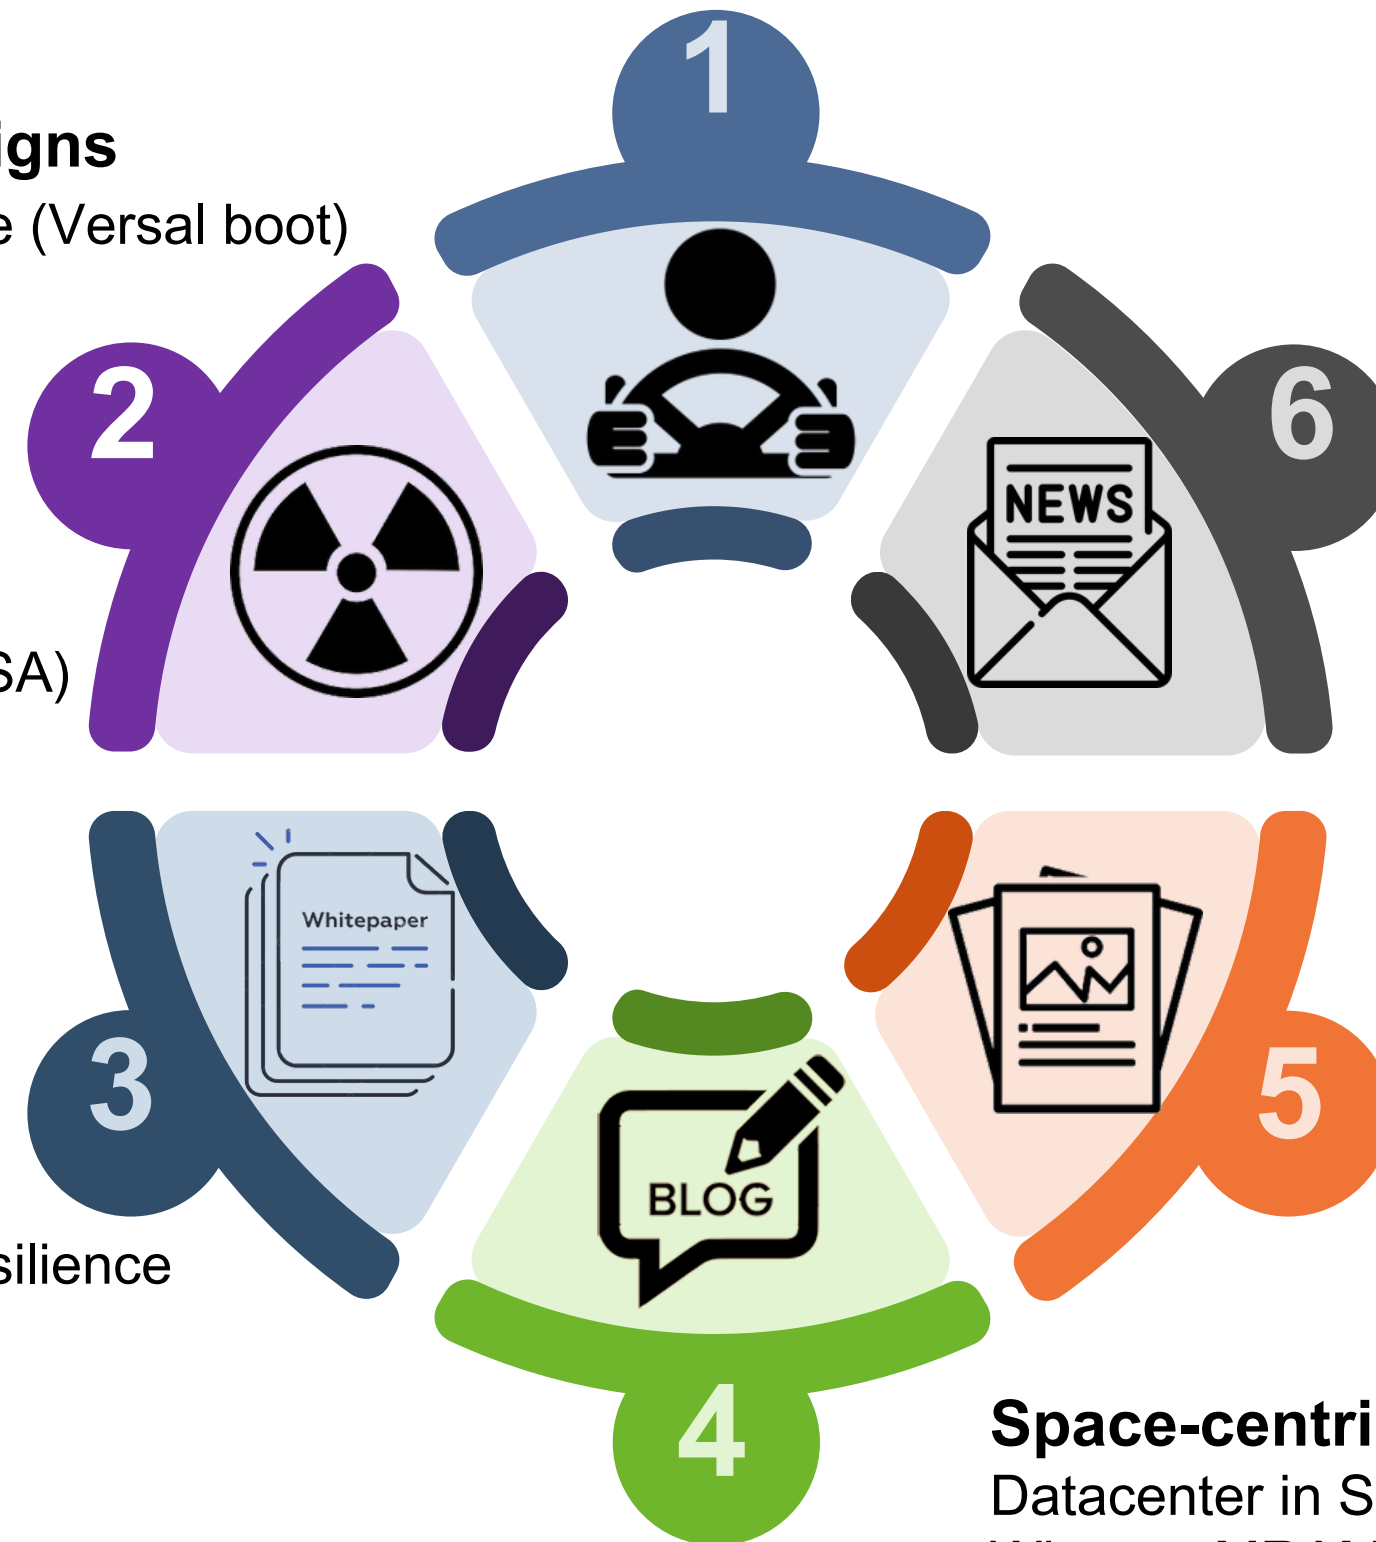 1
igns
e (Versal boot)
2
6
NEWS
SA)
Whitepaper
3
5
BLOG
silience
4
Space-centri
Datacenter in S